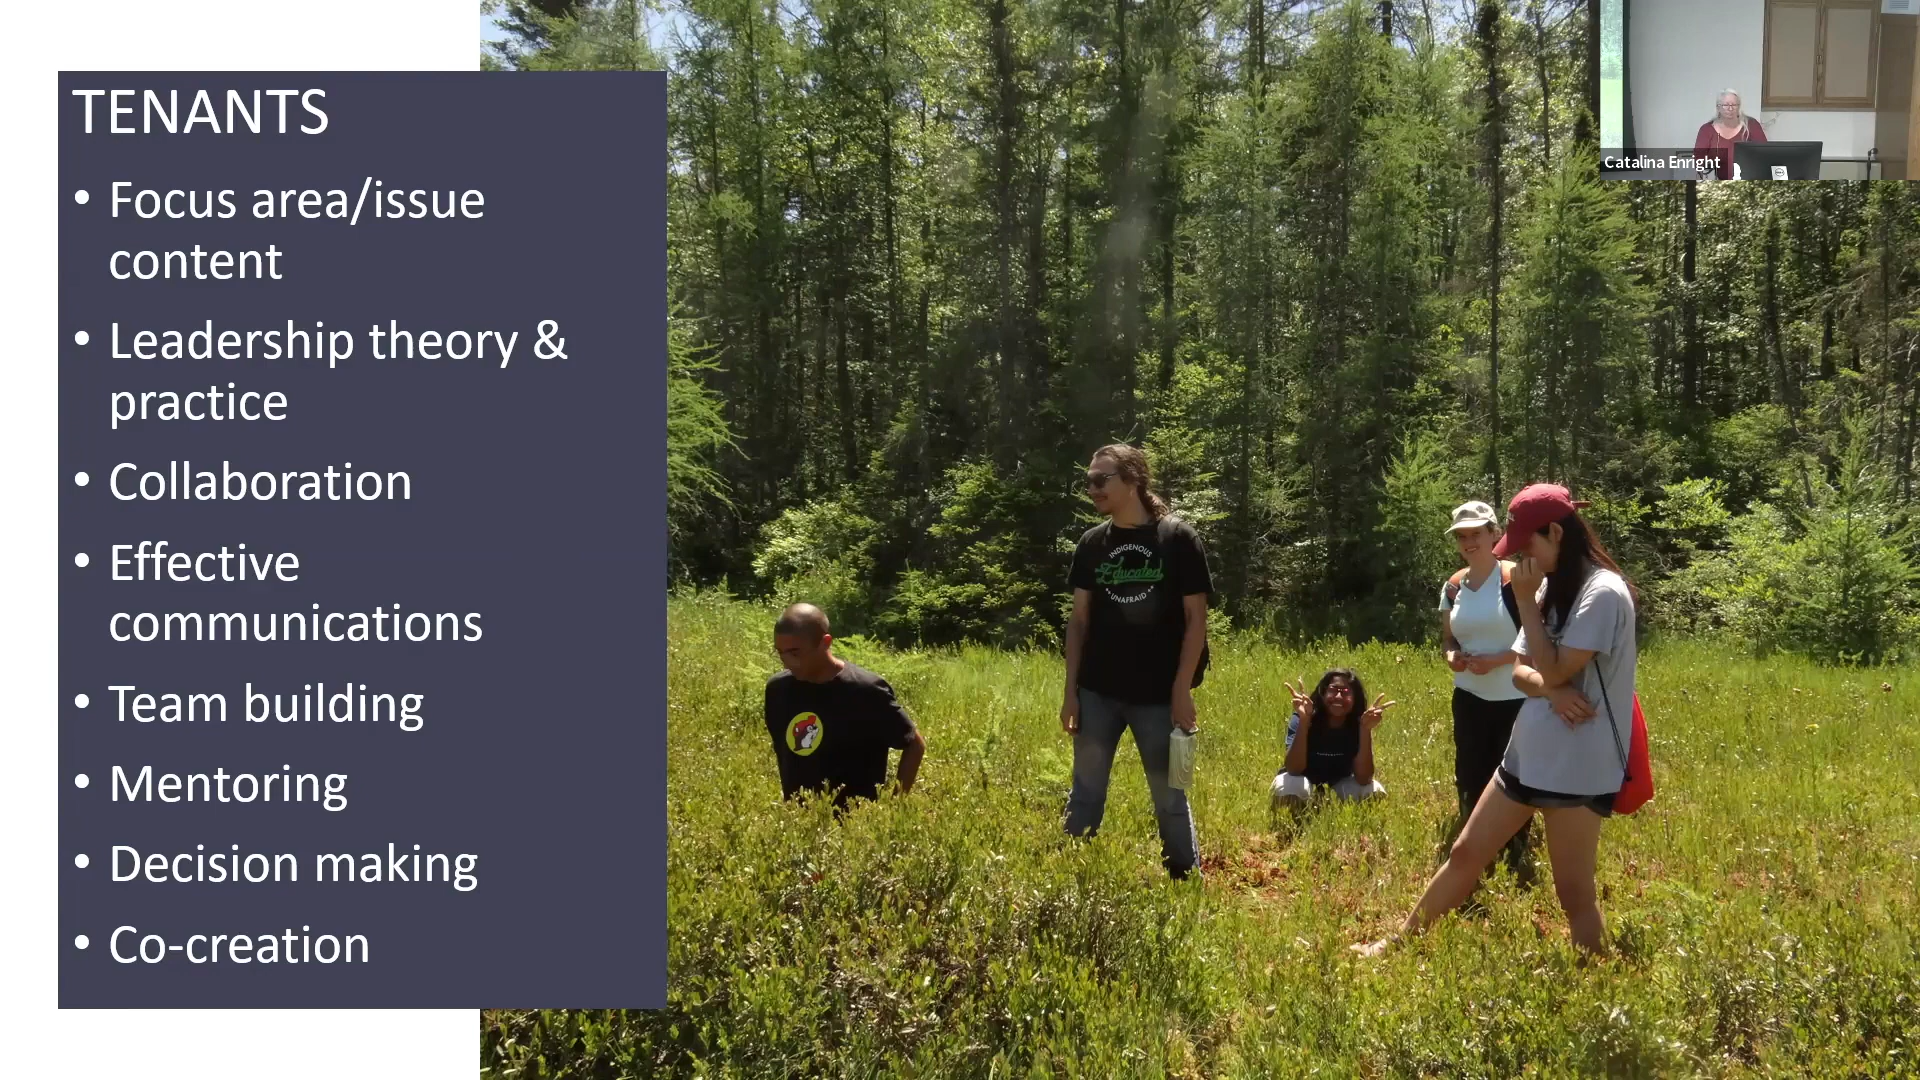 TENANTS
• Focus area/issue
content
• Leadership theory &
practice
• Collaboration
• Effective
communications
• Team building
• Mentoring
• Decision making
• Co-creation
Catalina Enright
INDIGENOUS
Educated
UNAFRAID